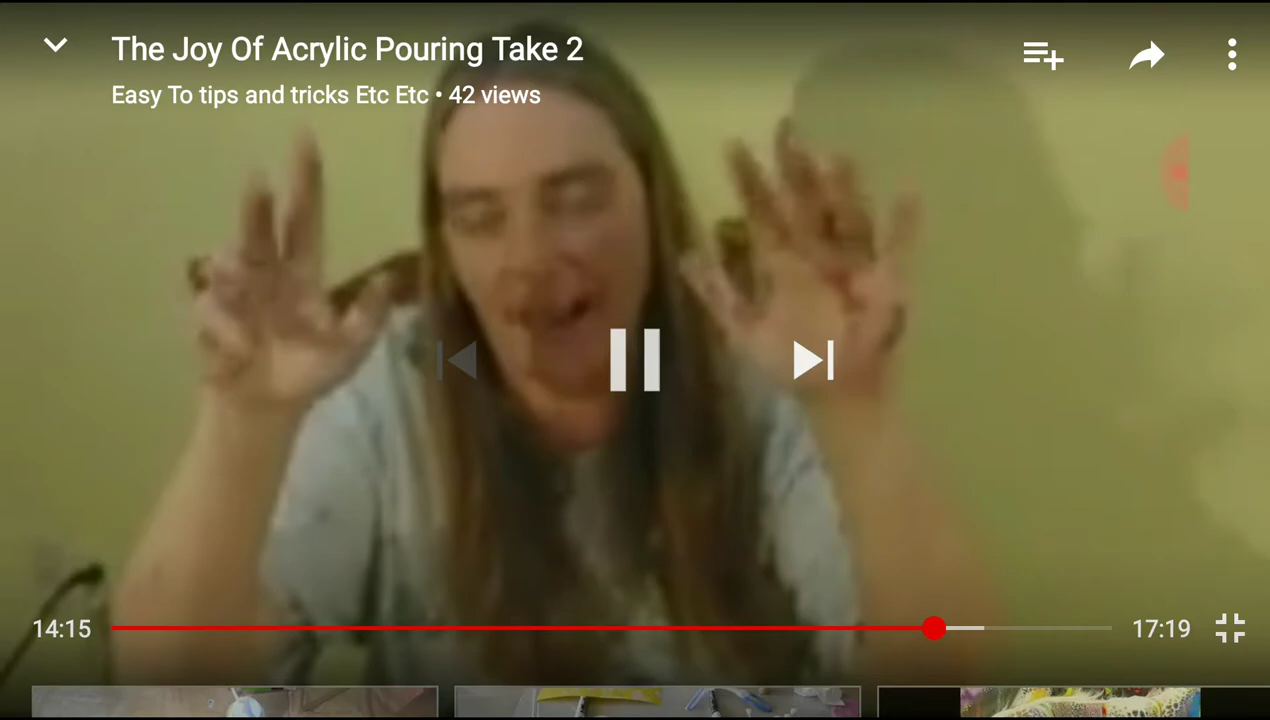 The Joy Of Acrylic Pouring Take 2
Easy To tips and tricks Etc Etc • 42 views
14:15
17:19